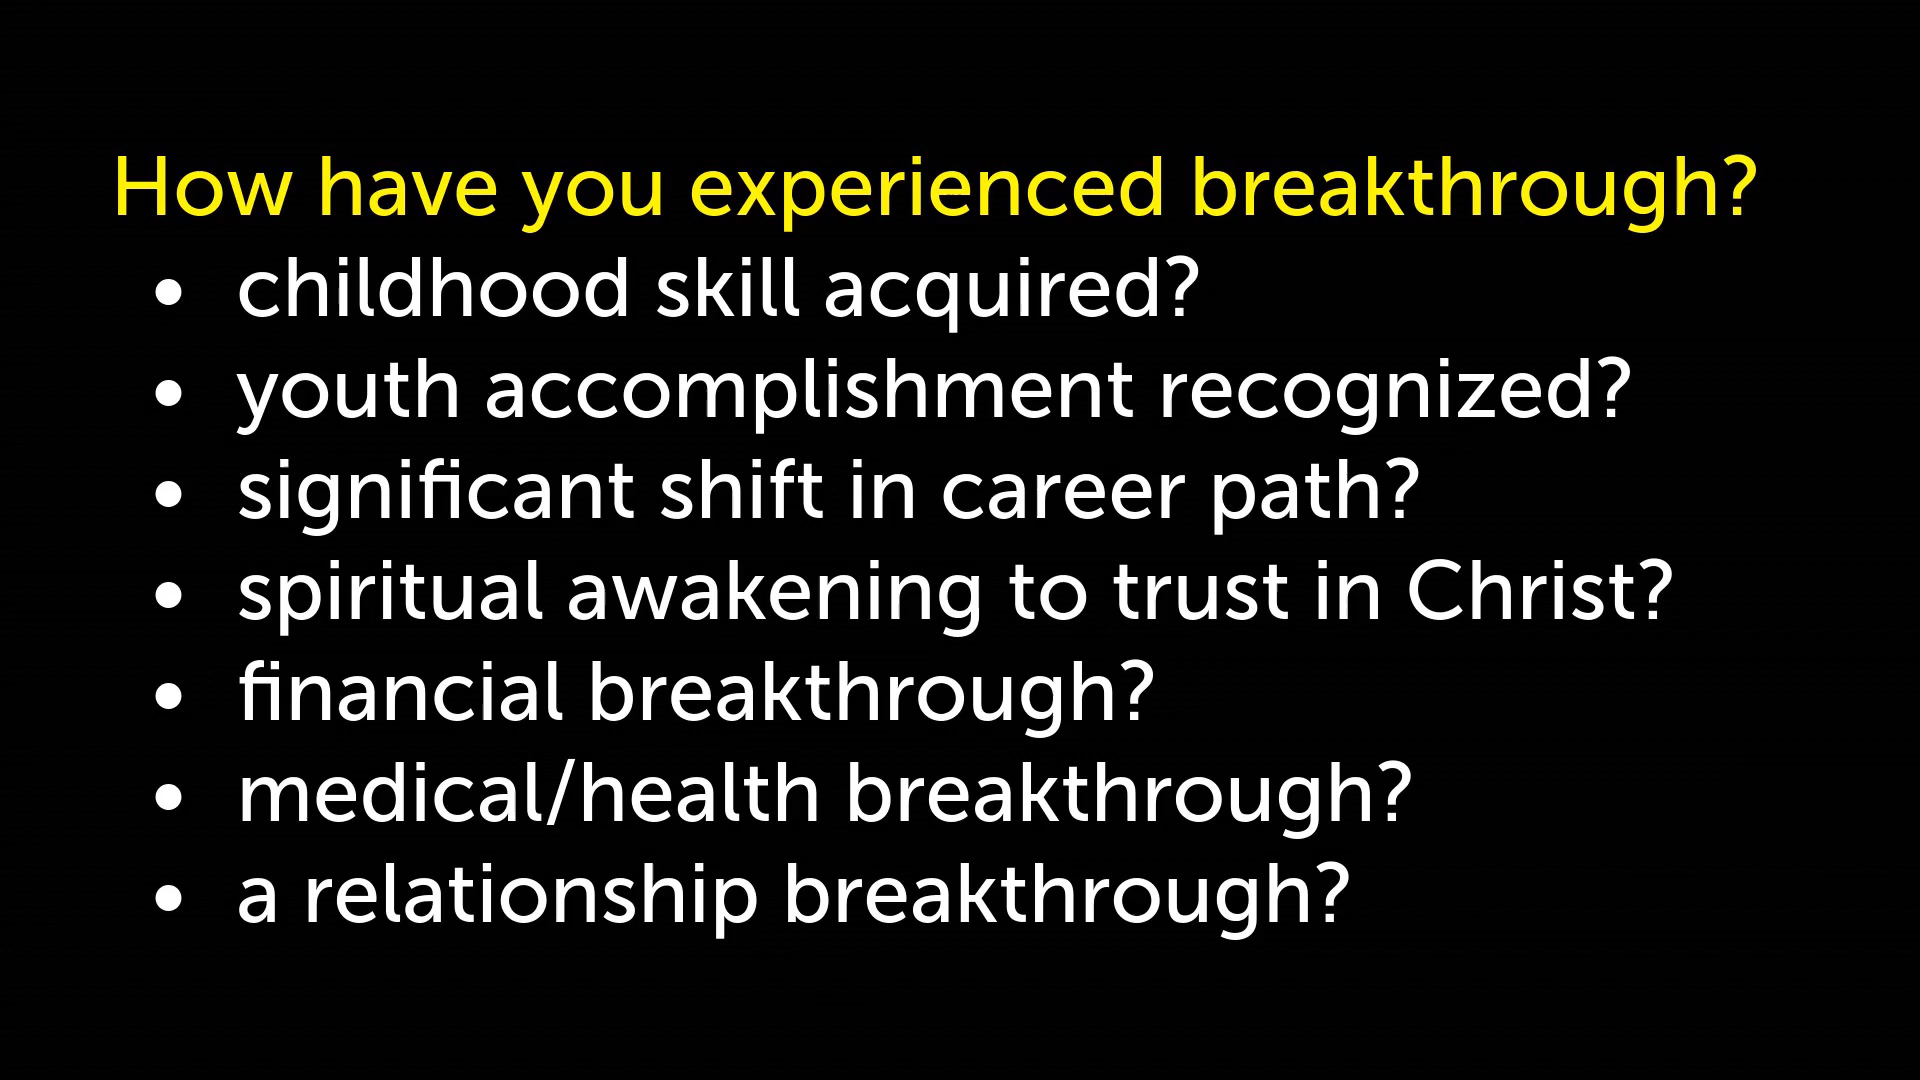 How have you experienced breakthrough?
• childhood skill acquired?
• youth accomplishment recognized?
• significant shift in career path?
• spiritual awakening to trust in Christ?
• financial breakthrough?
• medical/health breakthrough?
• a relationship breakthrough?